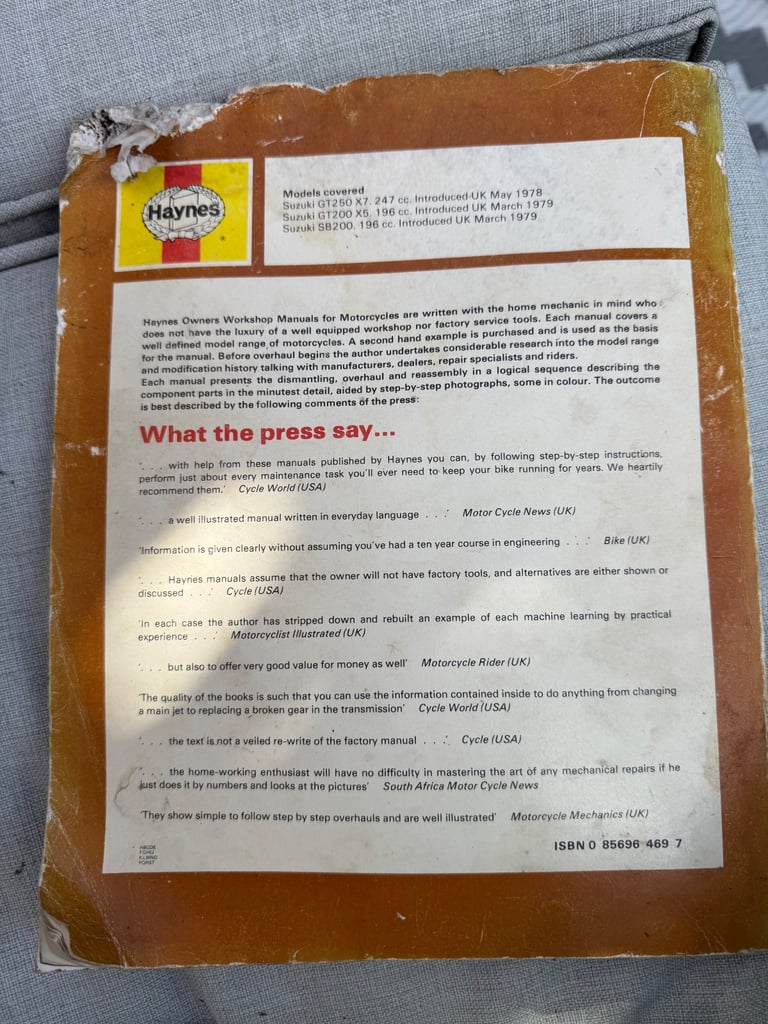 Haynes
Models covered
Suzuki GT250 X7. 247 cc. Introduced UK May 1978
Suzuki GT200 X5. 196 cc. Introduced UK March 1979
Suzuki SB200. 196 cc. Introduced UK March 1979
Haynes Owners Workshop Manuals for Motorcycles are written with the home mechanic in mind who
does not have the luxury of a well equipped workshop nor factory service tools. Each manual covers a
well defined model range of motorcycles. A second hand example is purchased and is used as the basis
for the manual. Before overhaul begins the author undertakes considerable research into the model range
and modification history talking with manufacturers, dealers, repair specialists and riders.
Each manual presents the dismantling, overhaul and reassembly in a logical sequence describing the
component parts in the minutest detail, aided by step-by-step photographs, some in colour. The outcome
is best described by the following comments of the press:
What the press say...
'. . . with help from these manuals published by Haynes you can, by following step-by-step instructions,
perform just about every maintenance task you'll ever need to keep your bike running for years. We heartily
recommend them.' Cycle World (USA)
'. . . a well illustrated manual written in everyday language . . .' Motor Cycle News (UK)
'Information is given clearly without assuming you've had a ten year course in engineering . . .' Bike (UK)
'. . . Haynes manuals assume that the owner will not have factory tools, and alternatives are either shown or
discussed . . .' Cycle (USA)
'In each case the author has stripped down and rebuilt an example of each machine learning by practical
experience . . .' Motorcyclist Illustrated (UK)
'. . . but also to offer very good value for money as well' Motorcycle Rider (UK)
'The quality of the books is such that you can use the information contained inside to do anything from changing
a main jet to replacing a broken gear in the transmission' Cycle World (USA)
'. . . the text is not a veiled re-write of the factory manual . . .' Cycle (USA)
'. . . the home-working enthusiast will have no difficulty in mastering the art of any mechanical repairs if he
just does it by numbers and looks at the pictures' South Africa Motor Cycle News
'They show simple to follow step by step overhauls and are well illustrated' Motorcycle Mechanics (UK)
ABCDE
FGHIJ
KLMNO
PQRST
ISBN 0 85696 469 7